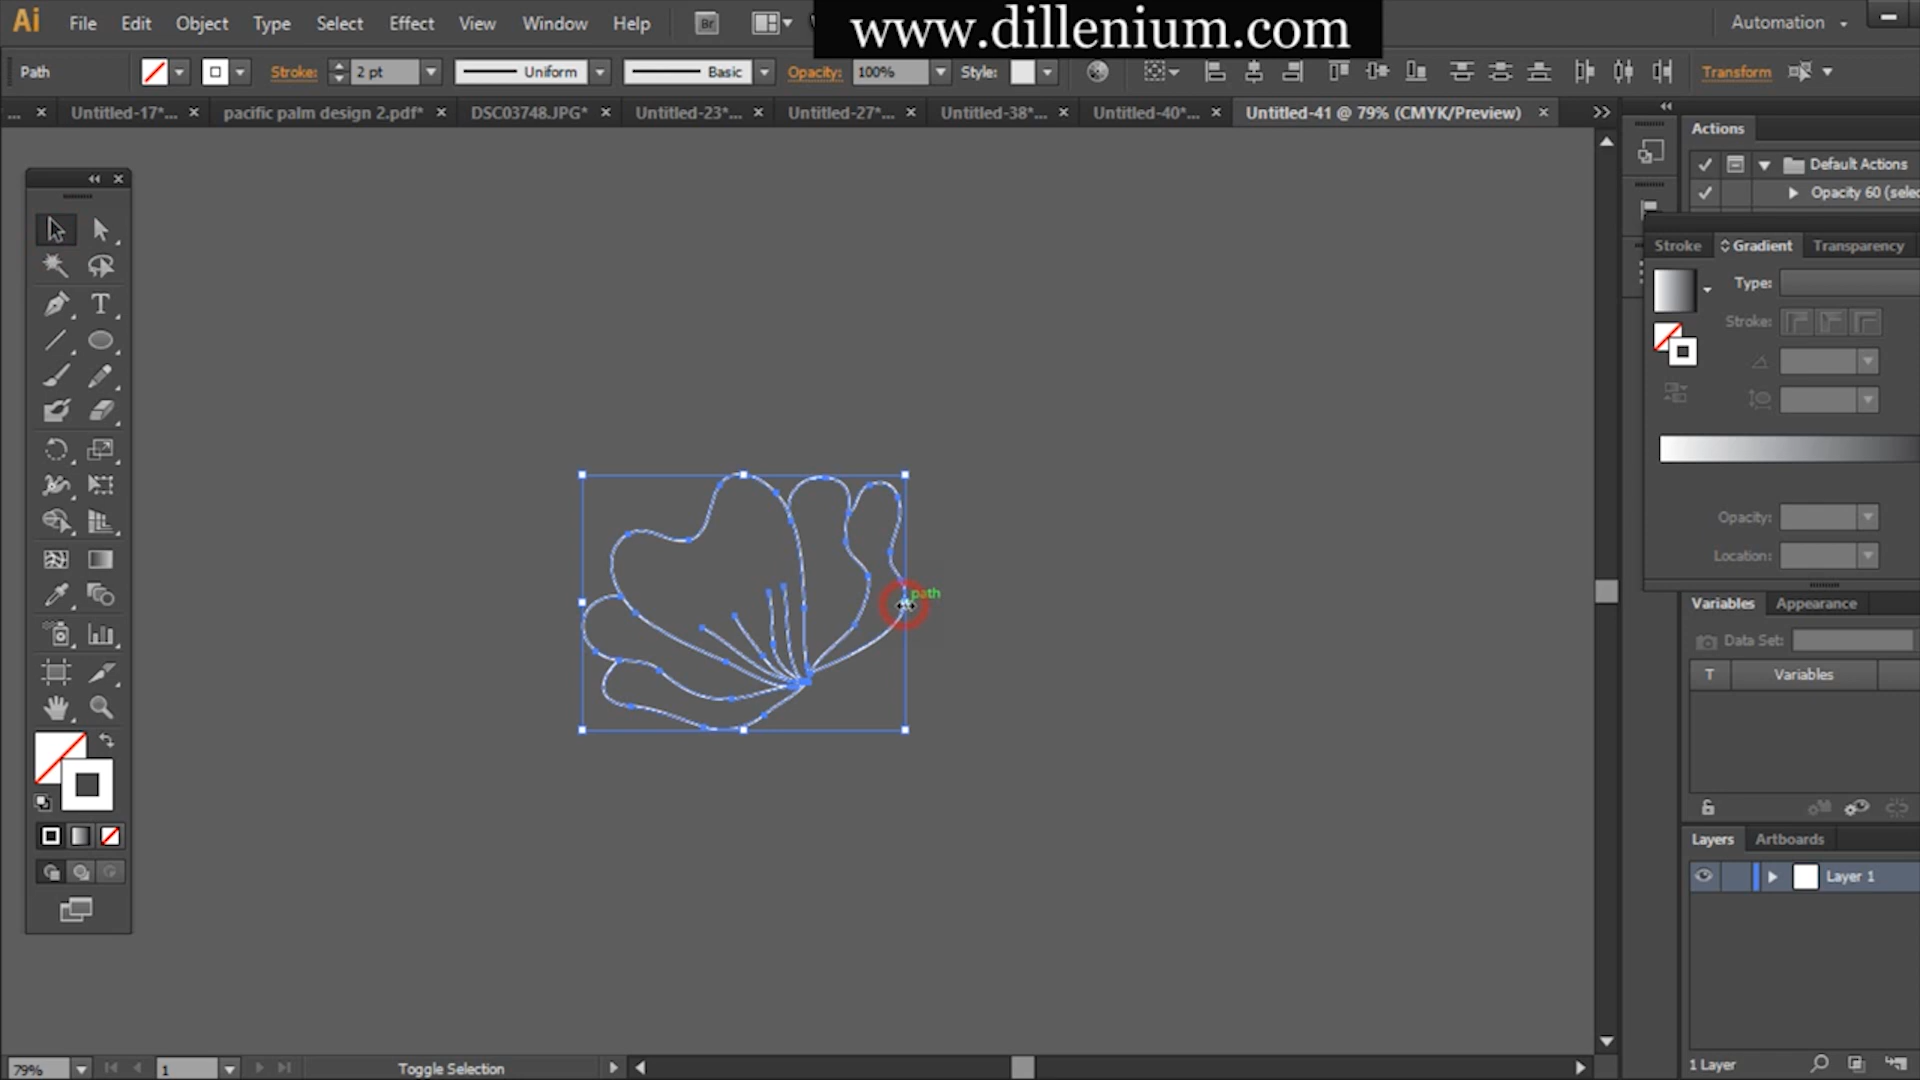 Ai File Edit Object Type Select Effect View Window Help Br www.dillenium.com Automation
Path Stroke: 2 pt Uniform Basic Opacity: 100% Style: Transform
... Untitled-17*... pacific palm design 2.pdf* DSC03748.JPG* Untitled-23*... Untitled-27*... Untitled-38*... Untitled-40*... Untitled-41 @ 79% (CMYK/Preview)
Actions
Default Actions
Opacity 60 (selec
Stroke Gradient Transparency
Type:
Stroke:
Opacity:
Location:
path
Variables Appearance
Data Set:
T Variables
Layers Artboards
Layer 1
1 Layer
79% 1 Toggle Selection